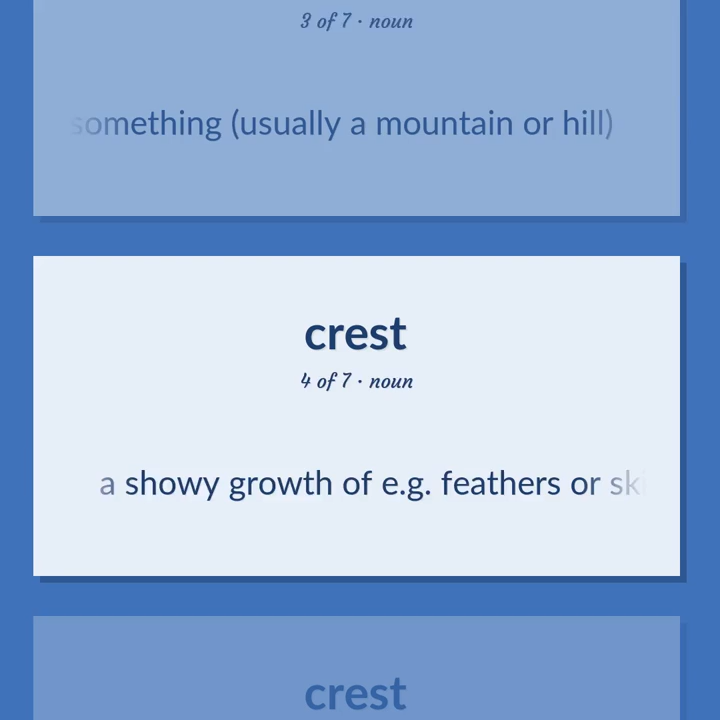 3 of 7 · noun
something (usually a mountain or hill)
crest
4 of 7 · noun
a showy growth of e.g. feathers or
crest